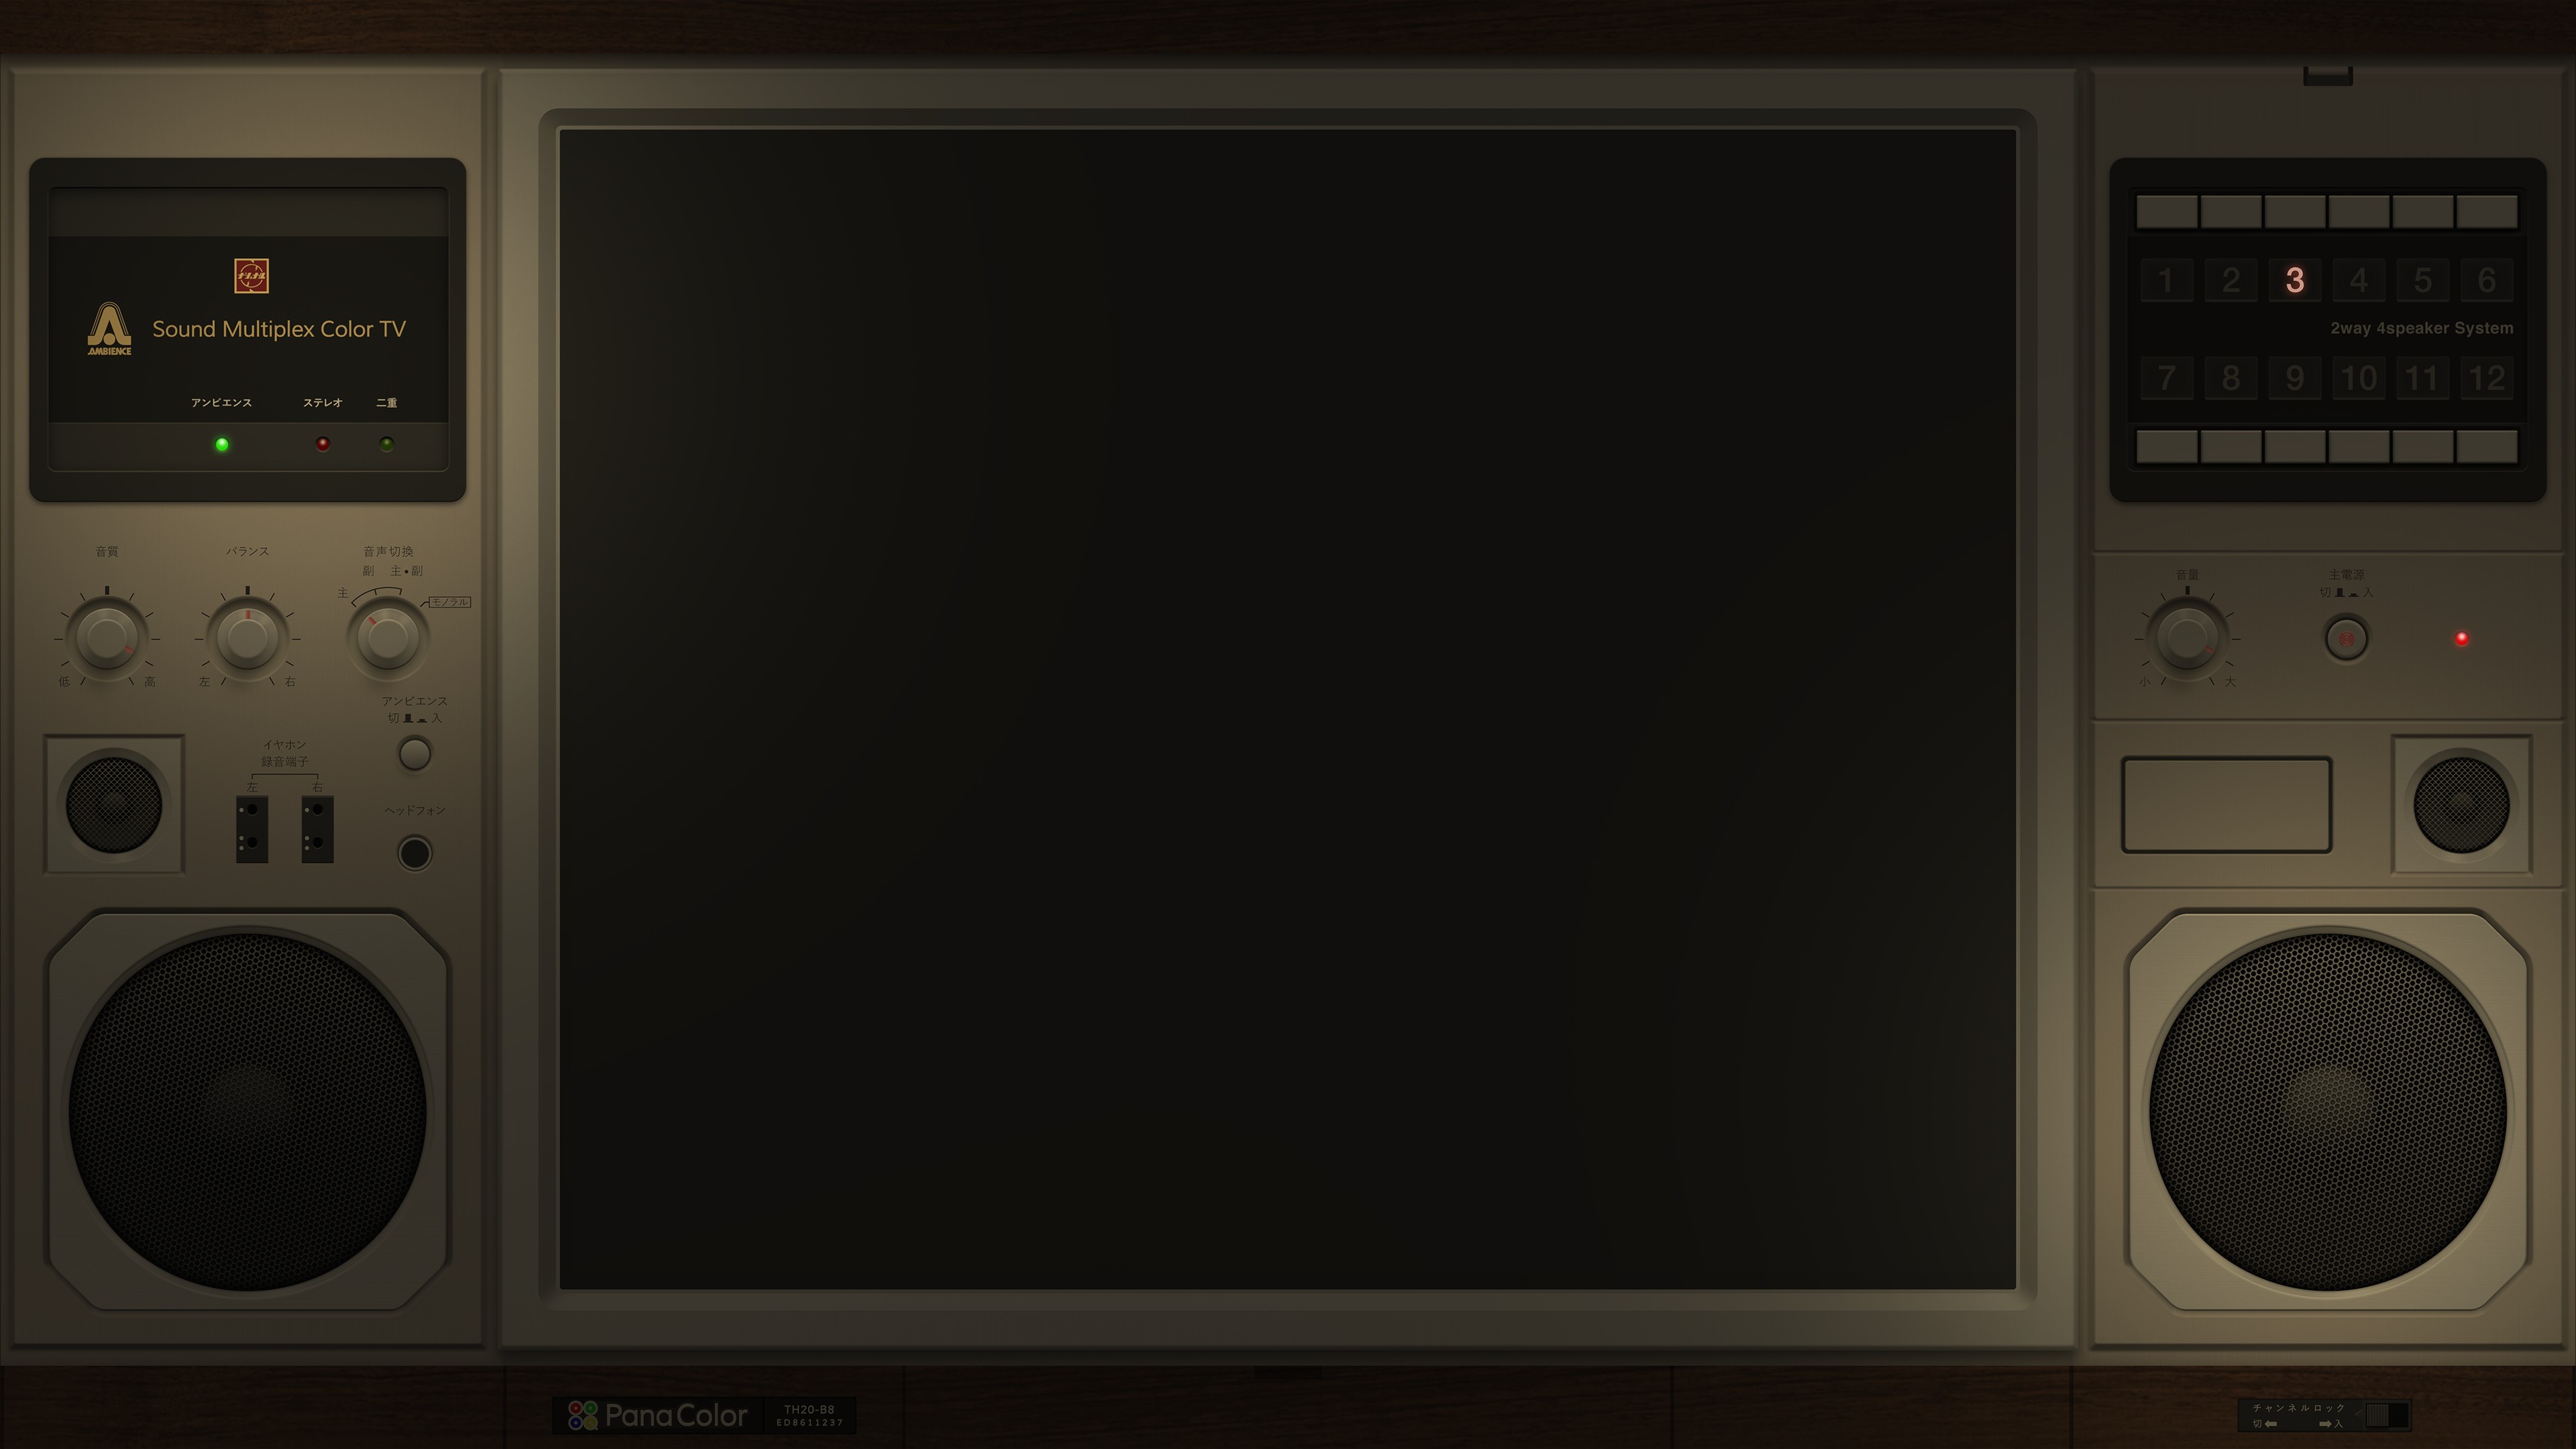 ナショナル
AMBIENCE
Sound Multiplex Color TV
アンビエンス ステレオ 二重
音質
低 高
バランス
左 右
音声切換
副 主•副
主
モノラル
アンビエンス
切 入
イヤホン
録音端子
左 右
ヘッドフォン
1 2 3 4 5 6
2way 4speaker System
7 8 9 10 11 12
音量
小 大
主電源
切 入
PanaColor
TH20-B8
ED8611237
チャンネルロック
切 入